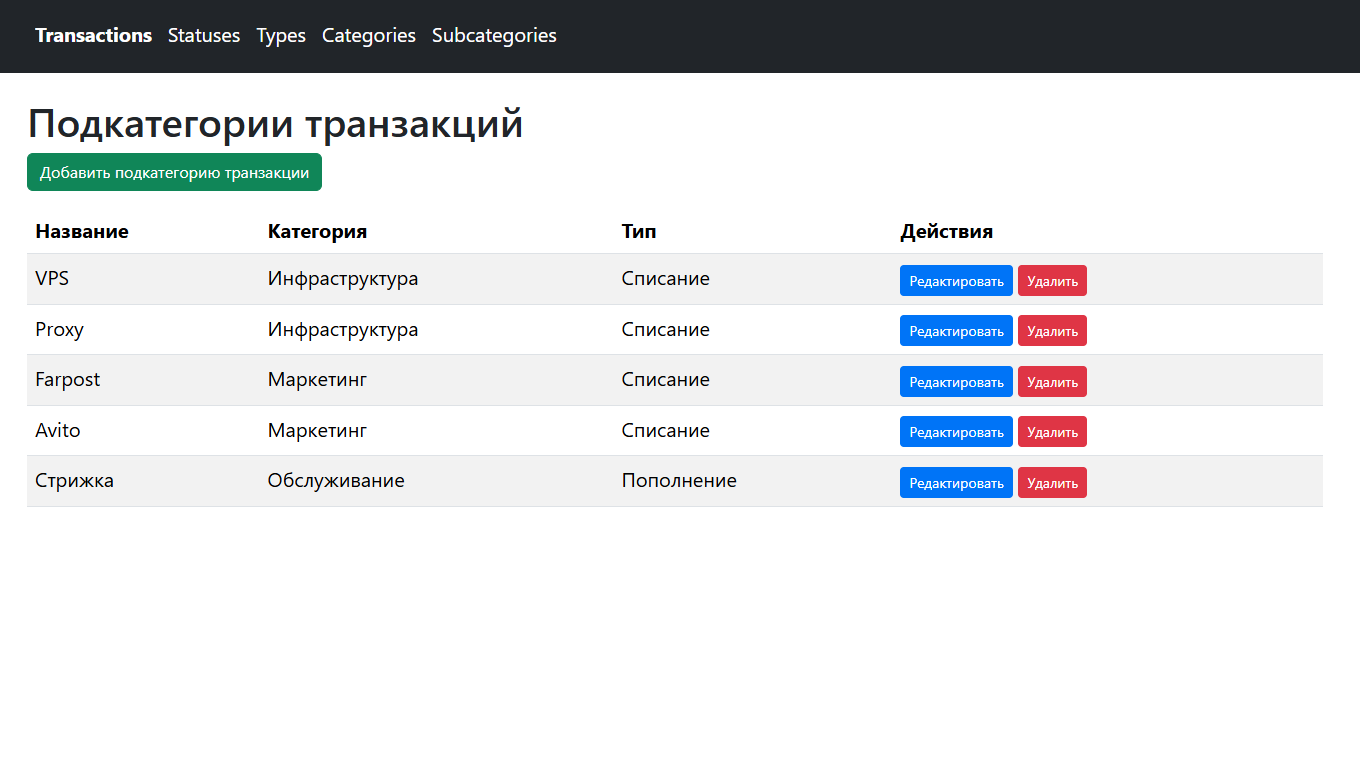 Transactions Statuses Types Categories Subcategories
Подкатегории транзакций
Добавить подкатегорию транзакции
Название Категория Тип Действия
VPS Инфраструктура Списание Редактировать Удалить
Proxy Инфраструктура Списание Редактировать Удалить
Farpost Маркетинг Списание Редактировать Удалить
Avito Маркетинг Списание Редактировать Удалить
Стрижка Обслуживание Пополнение Редактировать Удалить